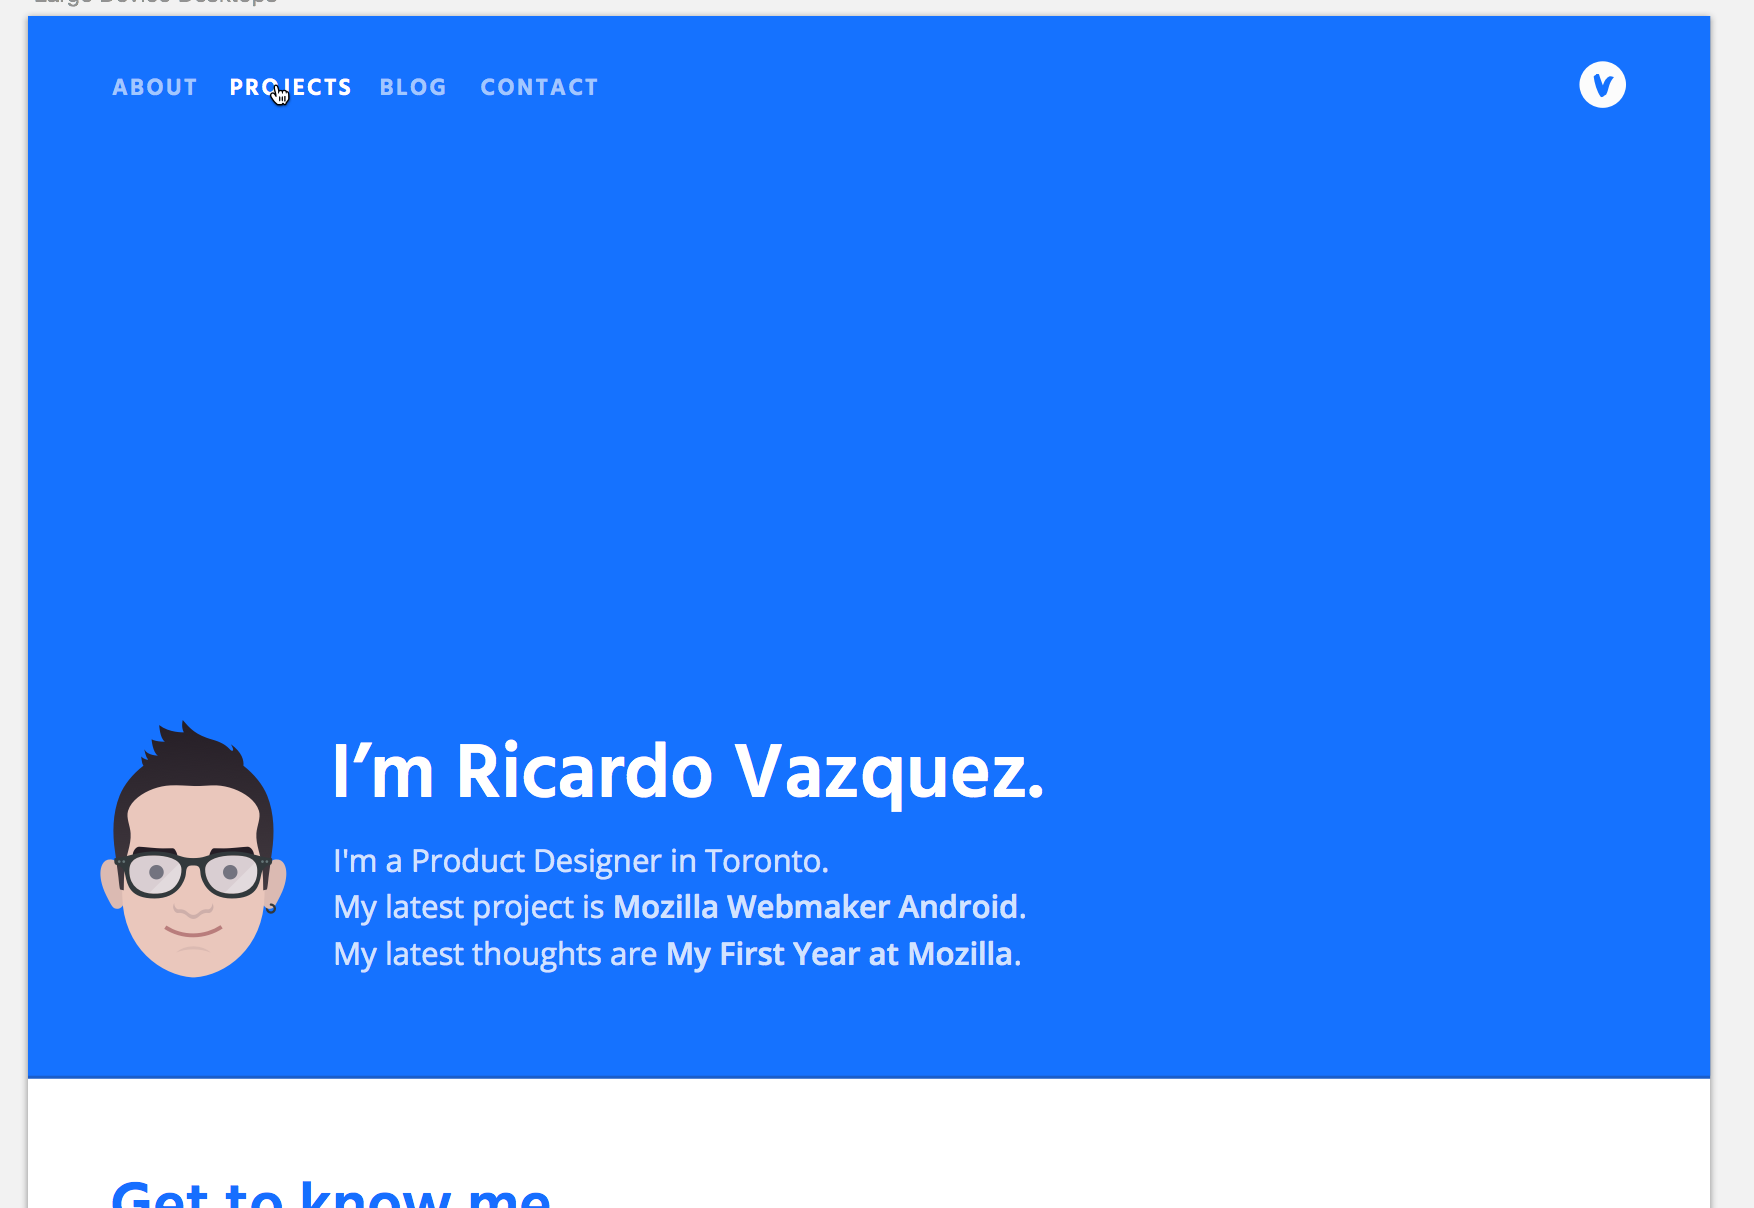 Large Device Desktops
ABOUT PROJECTS BLOG CONTACT
V
I’m Ricardo Vazquez.
I'm a Product Designer in Toronto.
My latest project is Mozilla Webmaker Android.
My latest thoughts are My First Year at Mozilla.
Get to know me